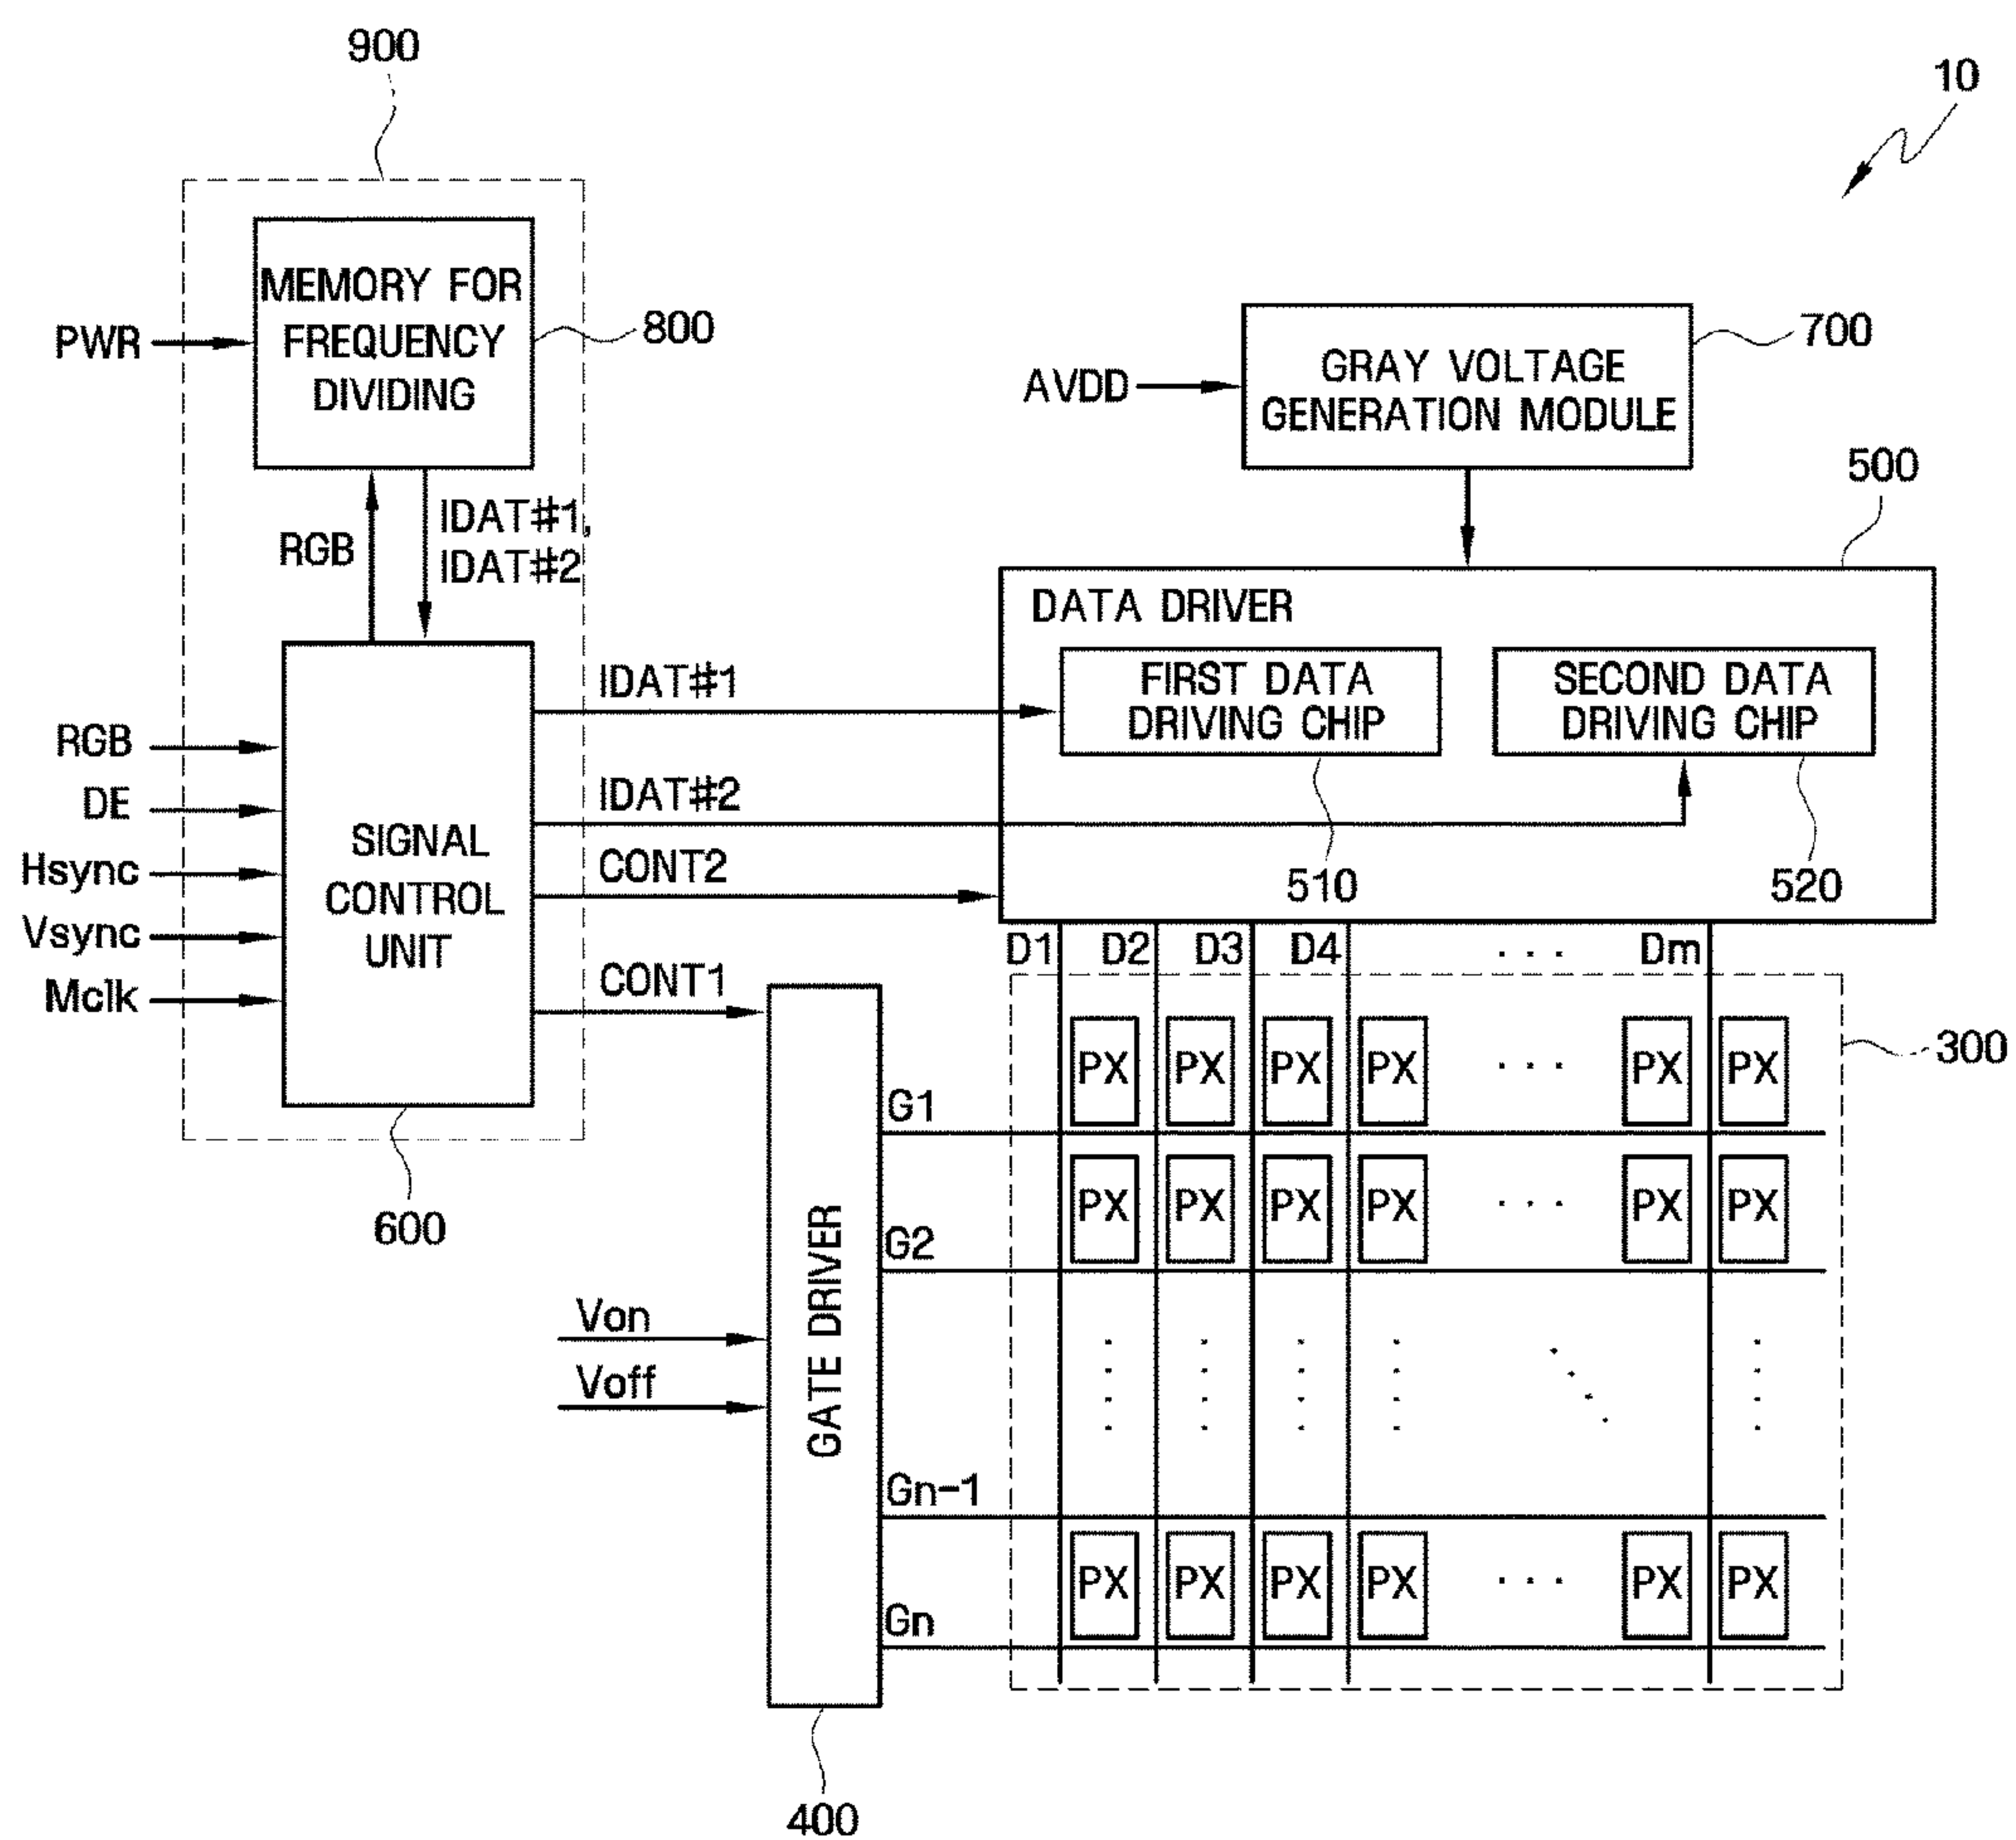 900
10
MEMORY FOR
FREQUENCY
DIVIDING
800
PWR
RGB
IDAT#1,
IDAT#2
AVDD
GRAY VOLTAGE
GENERATION MODULE
700
500
DATA DRIVER
FIRST DATA
DRIVING CHIP
510
SECOND DATA
DRIVING CHIP
520
RGB
DE
Hsync
Vsync
Mclk
SIGNAL
CONTROL
UNIT
600
IDAT#1
IDAT#2
CONT2
CONT1
D1 D2 D3 D4 ... Dm
300
PX PX PX PX ... PX PX
G1
PX PX PX PX ... PX PX
G2
Von
Voff
GATE DRIVER
400
Gn-1
PX PX PX PX ... PX PX
Gn